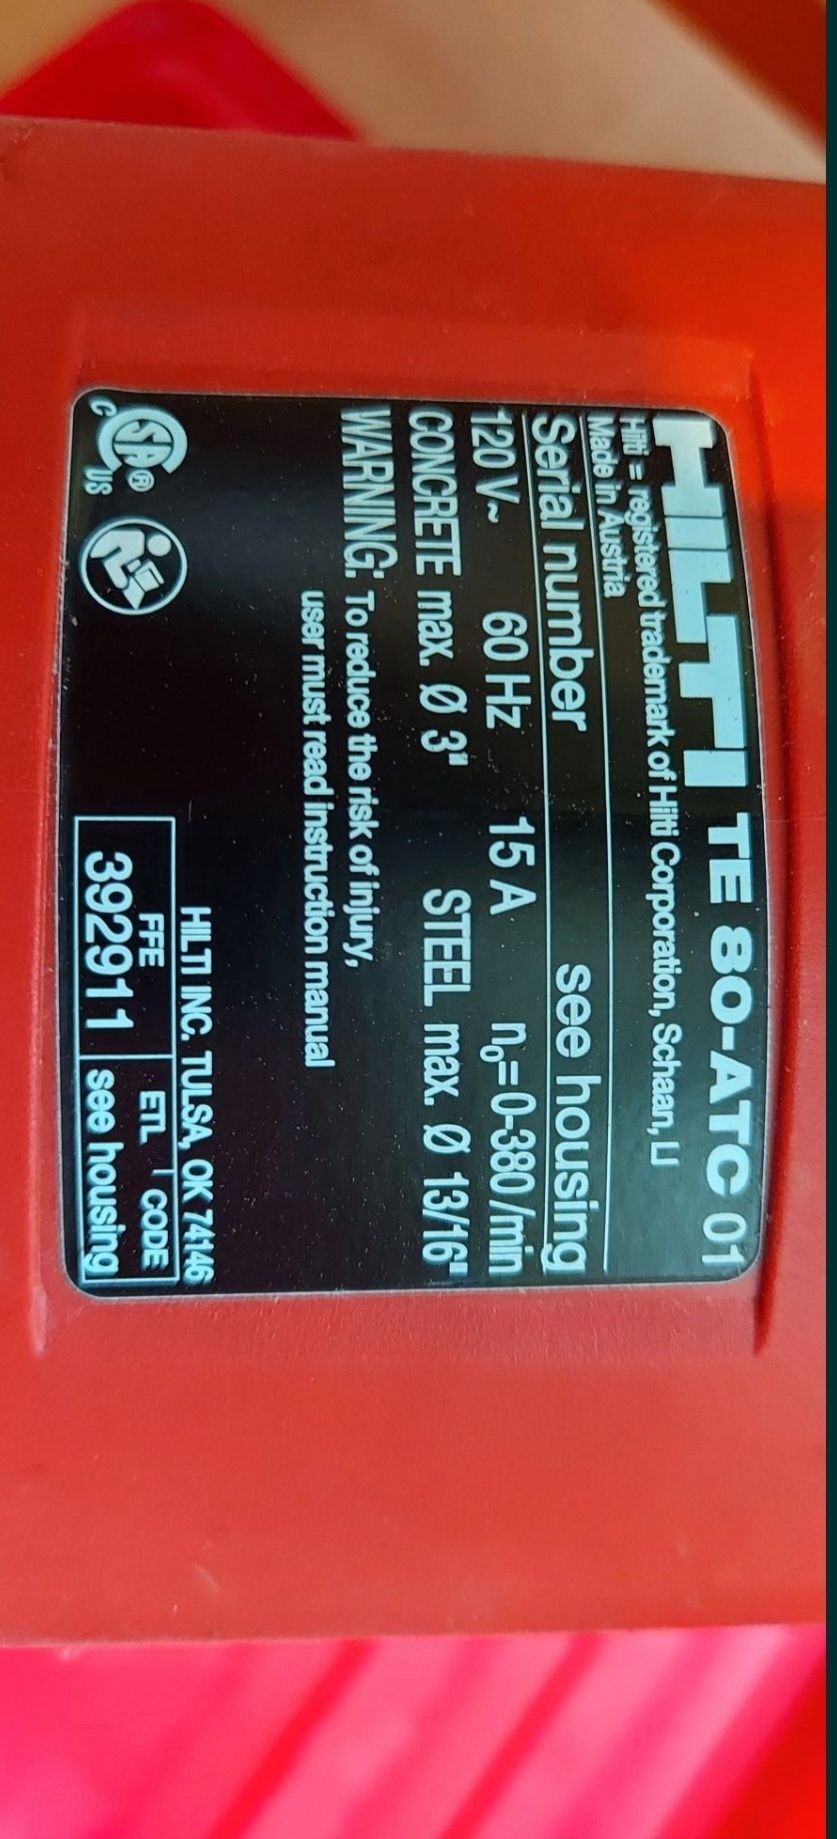 HILTI TE 80-ATC 01
Hilti = registered trademark of Hilti Corporation, Schaan, LI
Made in Austria
Serial number see housing
120 V~ 60 Hz 15 A n₀=0-380 /min
CONCRETE max. Ø 3" STEEL max. Ø 13/16"
WARNING: To reduce the risk of injury,
user must read instruction manual
HILTI INC. TULSA, OK 74146
FFE ETL CODE
392911 see housing
C SA® US